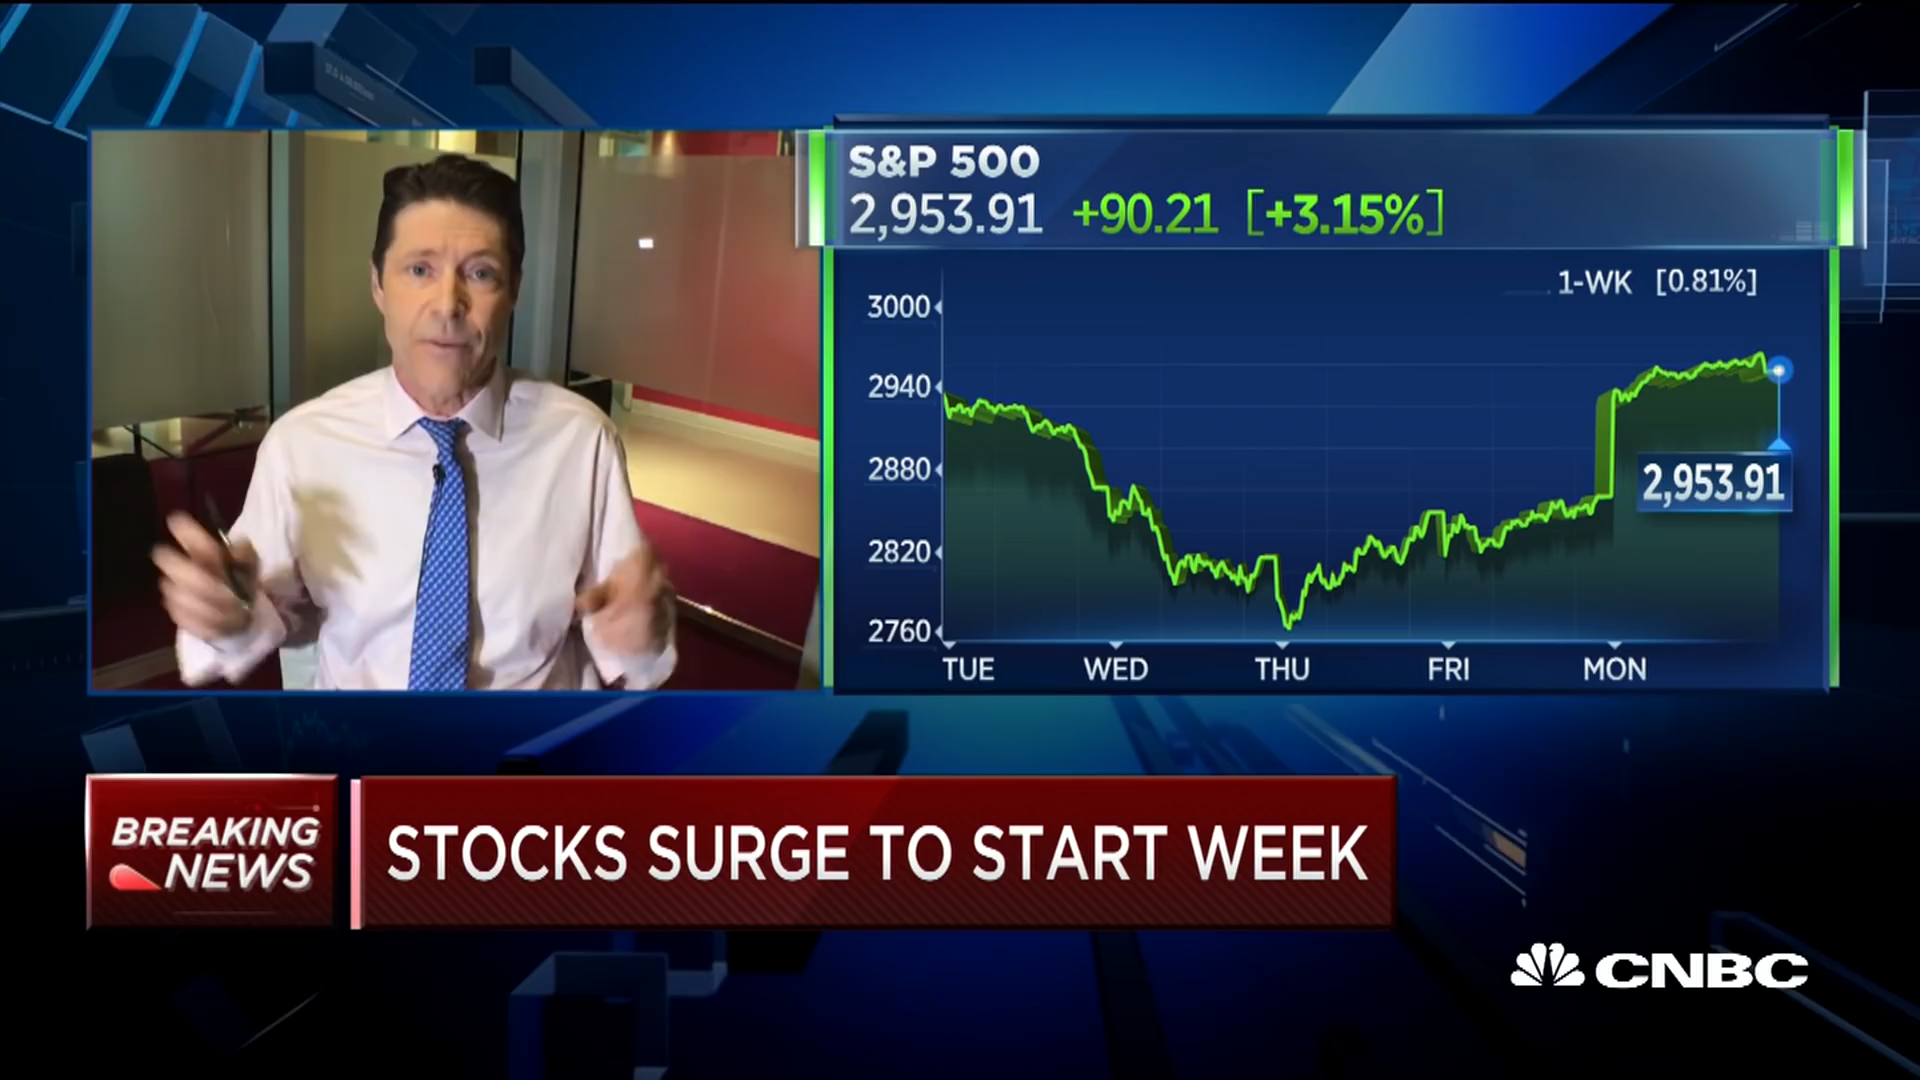 S&P 500
2,953.91 +90.21 [+3.15%]
1-WK [0.81%]
3000
2940
2880
2820
2760
2,953.91
TUE WED THU FRI MON
BREAKING
NEWS
STOCKS SURGE TO START WEEK
CNBC